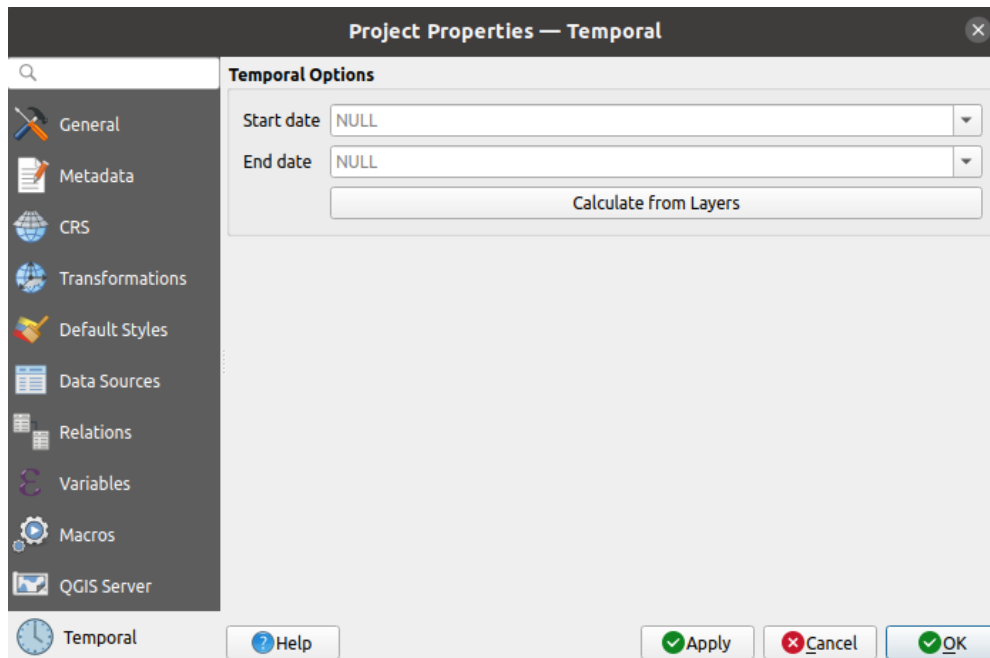 Project Properties — Temporal
General
Metadata
CRS
Transformations
Default Styles
Data Sources
Relations
Variables
Macros
QGIS Server
Temporal
Temporal Options
Start date NULL
End date NULL
Calculate from Layers
Help Apply Cancel OK